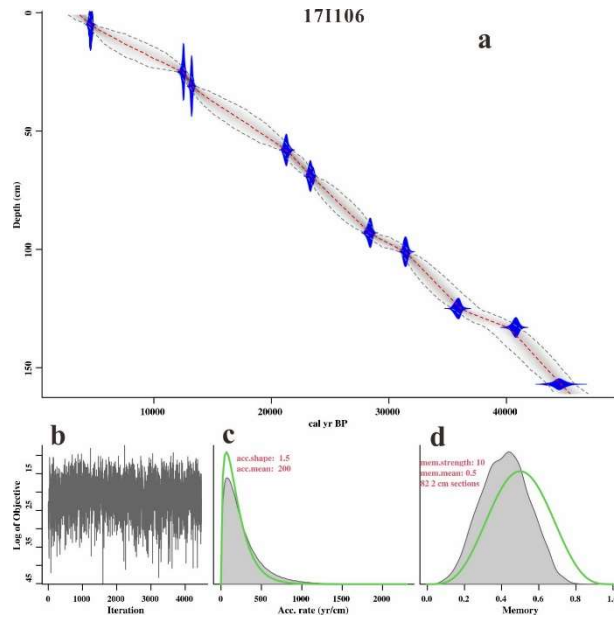 17I106
a
0
50
100
150
Depth (cm)
10000 20000 30000 40000
cal yr BP
b
15
25
35
45
Log of Objective
0 1000 2000 3000 4000
Iteration
c
acc.shape: 1.5
acc.mean: 200
0 500 1000 1500 2000
Acc. rate (yr/cm)
d
mem.strength: 10
mem.mean: 0.5
82 2 cm sections
0.0 0.2 0.4 0.6 0.8 1.0
Memory